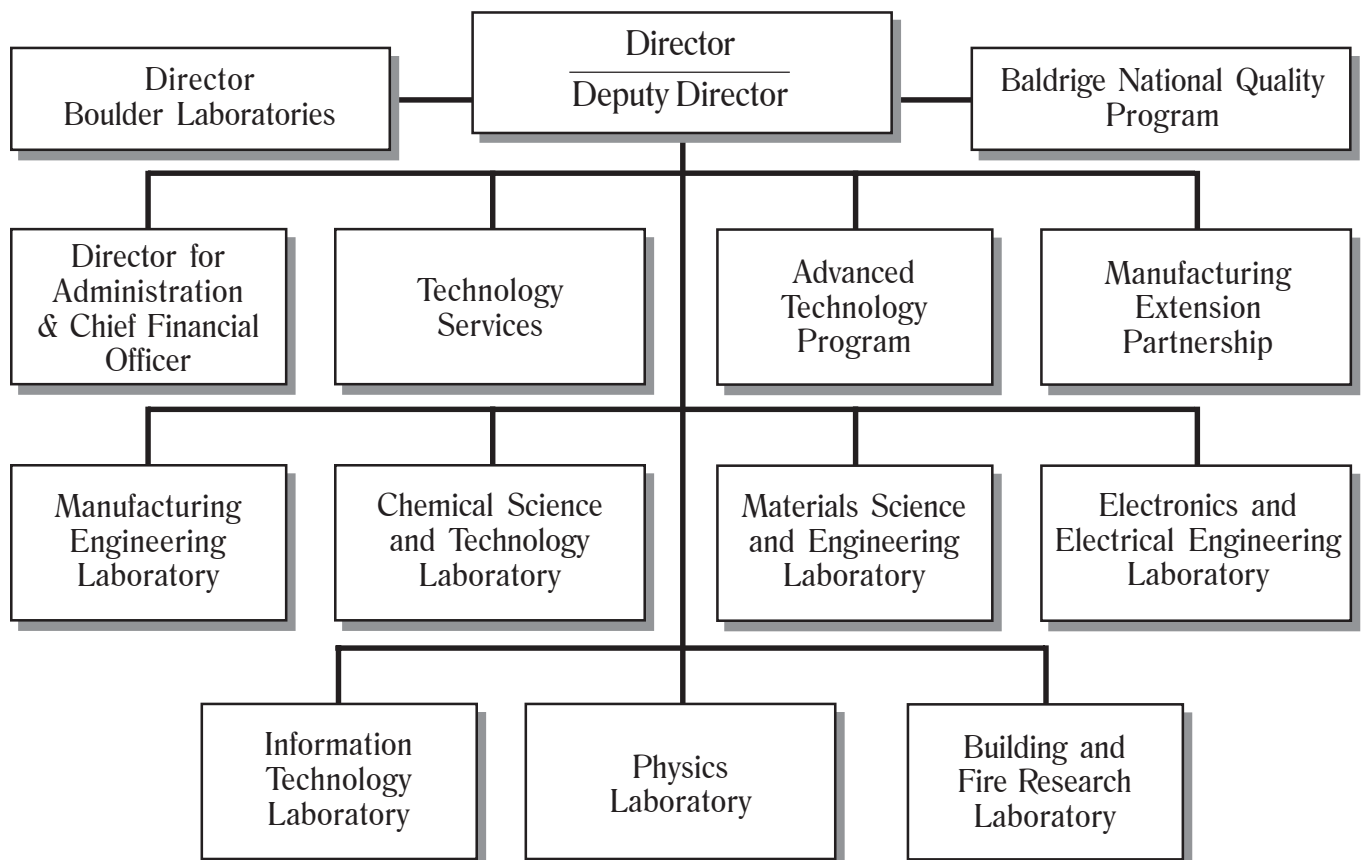 Director
Deputy Director
Director
Boulder Laboratories
Baldrige National Quality
Program
Director for
Administration
& Chief Financial
Officer
Technology
Services
Advanced
Technology
Program
Manufacturing
Extension
Partnership
Manufacturing
Engineering
Laboratory
Chemical Science
and Technology
Laboratory
Materials Science
and Engineering
Laboratory
Electronics and
Electrical Engineering
Laboratory
Information
Technology
Laboratory
Physics
Laboratory
Building and
Fire Research
Laboratory